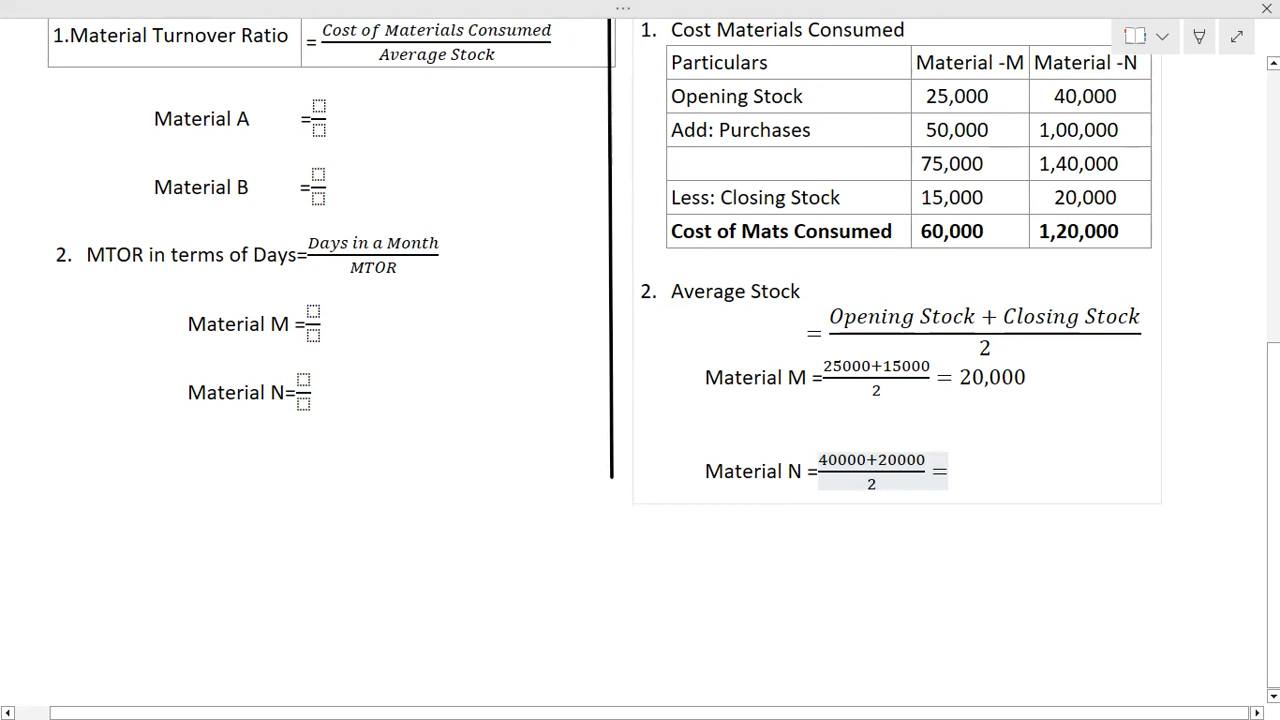 1.Material Turnover Ratio = Cost of Materials Consumed / Average Stock
Material A =
Material B =
2. MTOR in terms of Days= Days in a Month / MTOR
Material M =
Material N=
1. Cost Materials Consumed
Particulars Material -M Material -N
Opening Stock 25,000 40,000
Add: Purchases 50,000 1,00,000
75,000 1,40,000
Less: Closing Stock 15,000 20,000
Cost of Mats Consumed 60,000 1,20,000
2. Average Stock
= Opening Stock + Closing Stock / 2
Material M = 25000+15000 / 2 = 20,000
Material N = 40000+20000 / 2 =